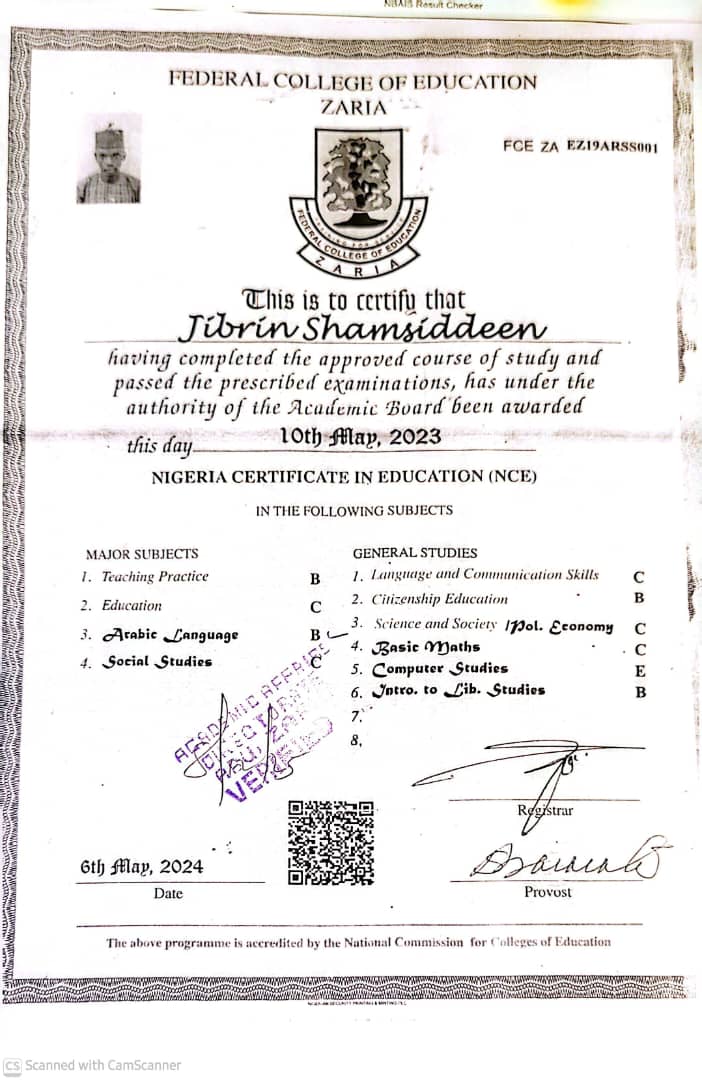 NBAIS Result Checker
FEDERAL COLLEGE OF EDUCATION
ZARIA
FCE ZA EZ19ARSS001
FEDERAL COLLEGE OF EDUCATION
ZARIA
This is to certify that
Jibrin Shamsiddeen
having completed the approved course of study and
passed the prescribed examinations, has under the
authority of the Academic Board been awarded
this day 10th May, 2023
NIGERIA CERTIFICATE IN EDUCATION (NCE)
IN THE FOLLOWING SUBJECTS
MAJOR SUBJECTS
1. Teaching Practice B
2. Education C
3. Arabic Language B
4. Social Studies C
GENERAL STUDIES
1. Language and Communication Skills C
2. Citizenship Education B
3. Science and Society /Pol. Economy C
4. Basic Maths C
5. Computer Studies E
6. Intro. to Lib. Studies B
7.
8,
ACADEMIC AFFAIRS
DIRECTORATE
VERIFIED
Registrar
6th May, 2024
Date
Provost
The above programme is accredited by the National Commission for Colleges of Education
CS Scanned with CamScanner